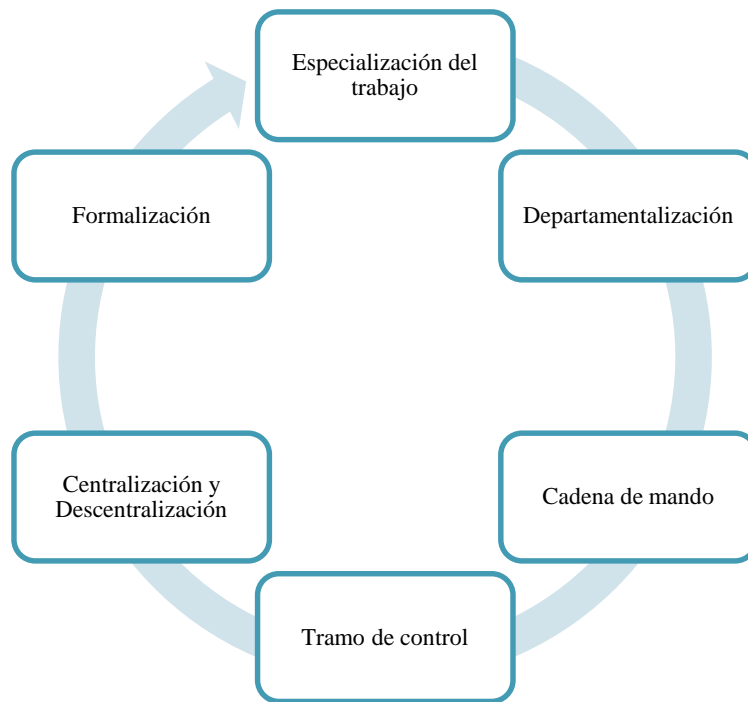 Especialización del
trabajo
Departamentalización
Cadena de mando
Tramo de control
Centralización y
Descentralización
Formalización